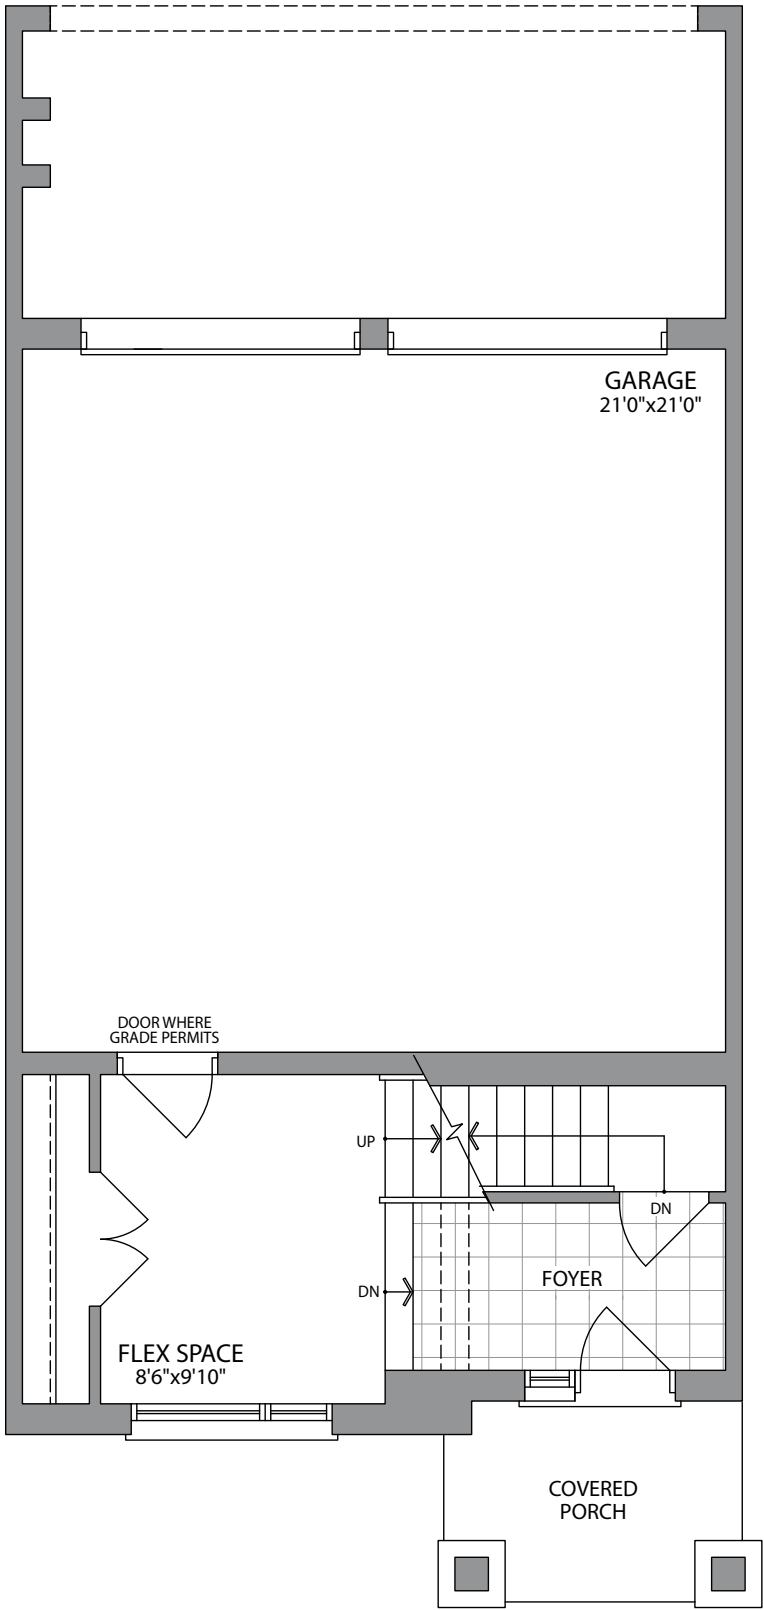 GARAGE
21'0"x21'0"
DOOR WHERE
GRADE PERMITS
UP
DN
DN
FOYER
FLEX SPACE
8'6"x9'10"
COVERED
PORCH